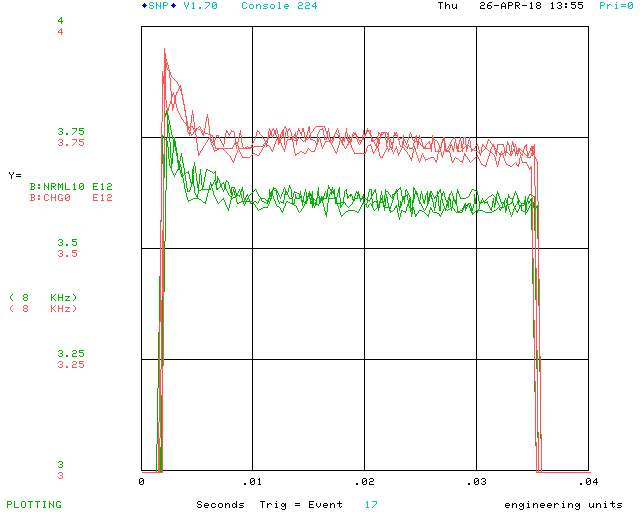 ◆SNP◆ V1.70 Console 224 Thu 26-APR-18 13:55 Pri=0
4
4
3.75
3.75
Y=
B:NRML10 E12
B:CHG0 E12
3.5
3.5
( 8 KHz)
( 8 KHz)
3.25
3.25
3
3
0 .01 .02 .03 .04
PLOTTING Seconds Trig = Event 17 engineering units